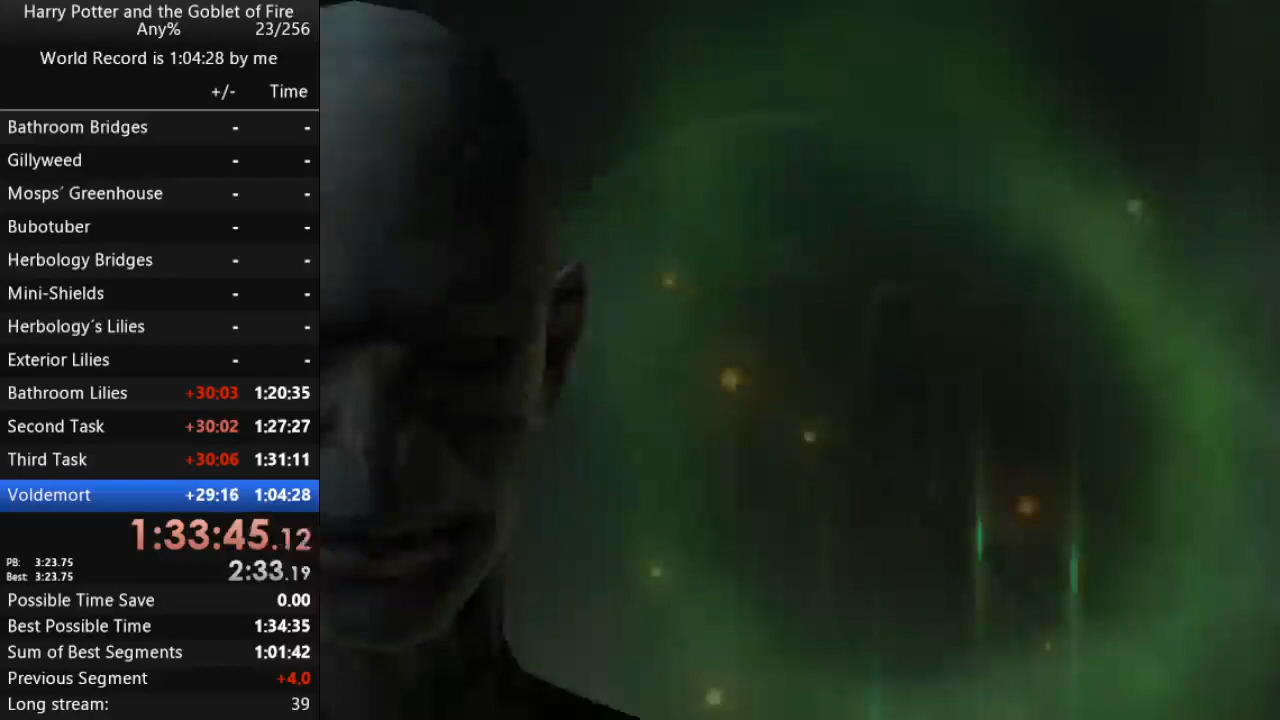 Harry Potter and the Goblet of Fire
Any% 23/256
World Record is 1:04:28 by me
+/- Time
Bathroom Bridges - -
Gillyweed - -
Mosps´ Greenhouse - -
Bubotuber - -
Herbology Bridges - -
Mini-Shields - -
Herbology´s Lilies - -
Exterior Lilies - -
Bathroom Lilies +30:03 1:20:35
Second Task +30:02 1:27:27
Third Task +30:06 1:31:11
Voldemort +29:16 1:04:28
1:33:45.12
PB: 3:23.75
Best: 3:23.75
2:33.19
Possible Time Save 0.00
Best Possible Time 1:34:35
Sum of Best Segments 1:01:42
Previous Segment +4.0
Long stream: 39